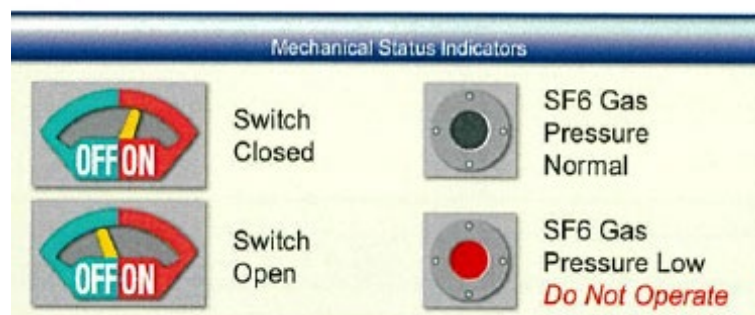 Mechanical Status Indicators
OFF ON
Switch
Closed
SF6 Gas
Pressure
Normal
OFF ON
Switch
Open
SF6 Gas
Pressure Low
Do Not Operate